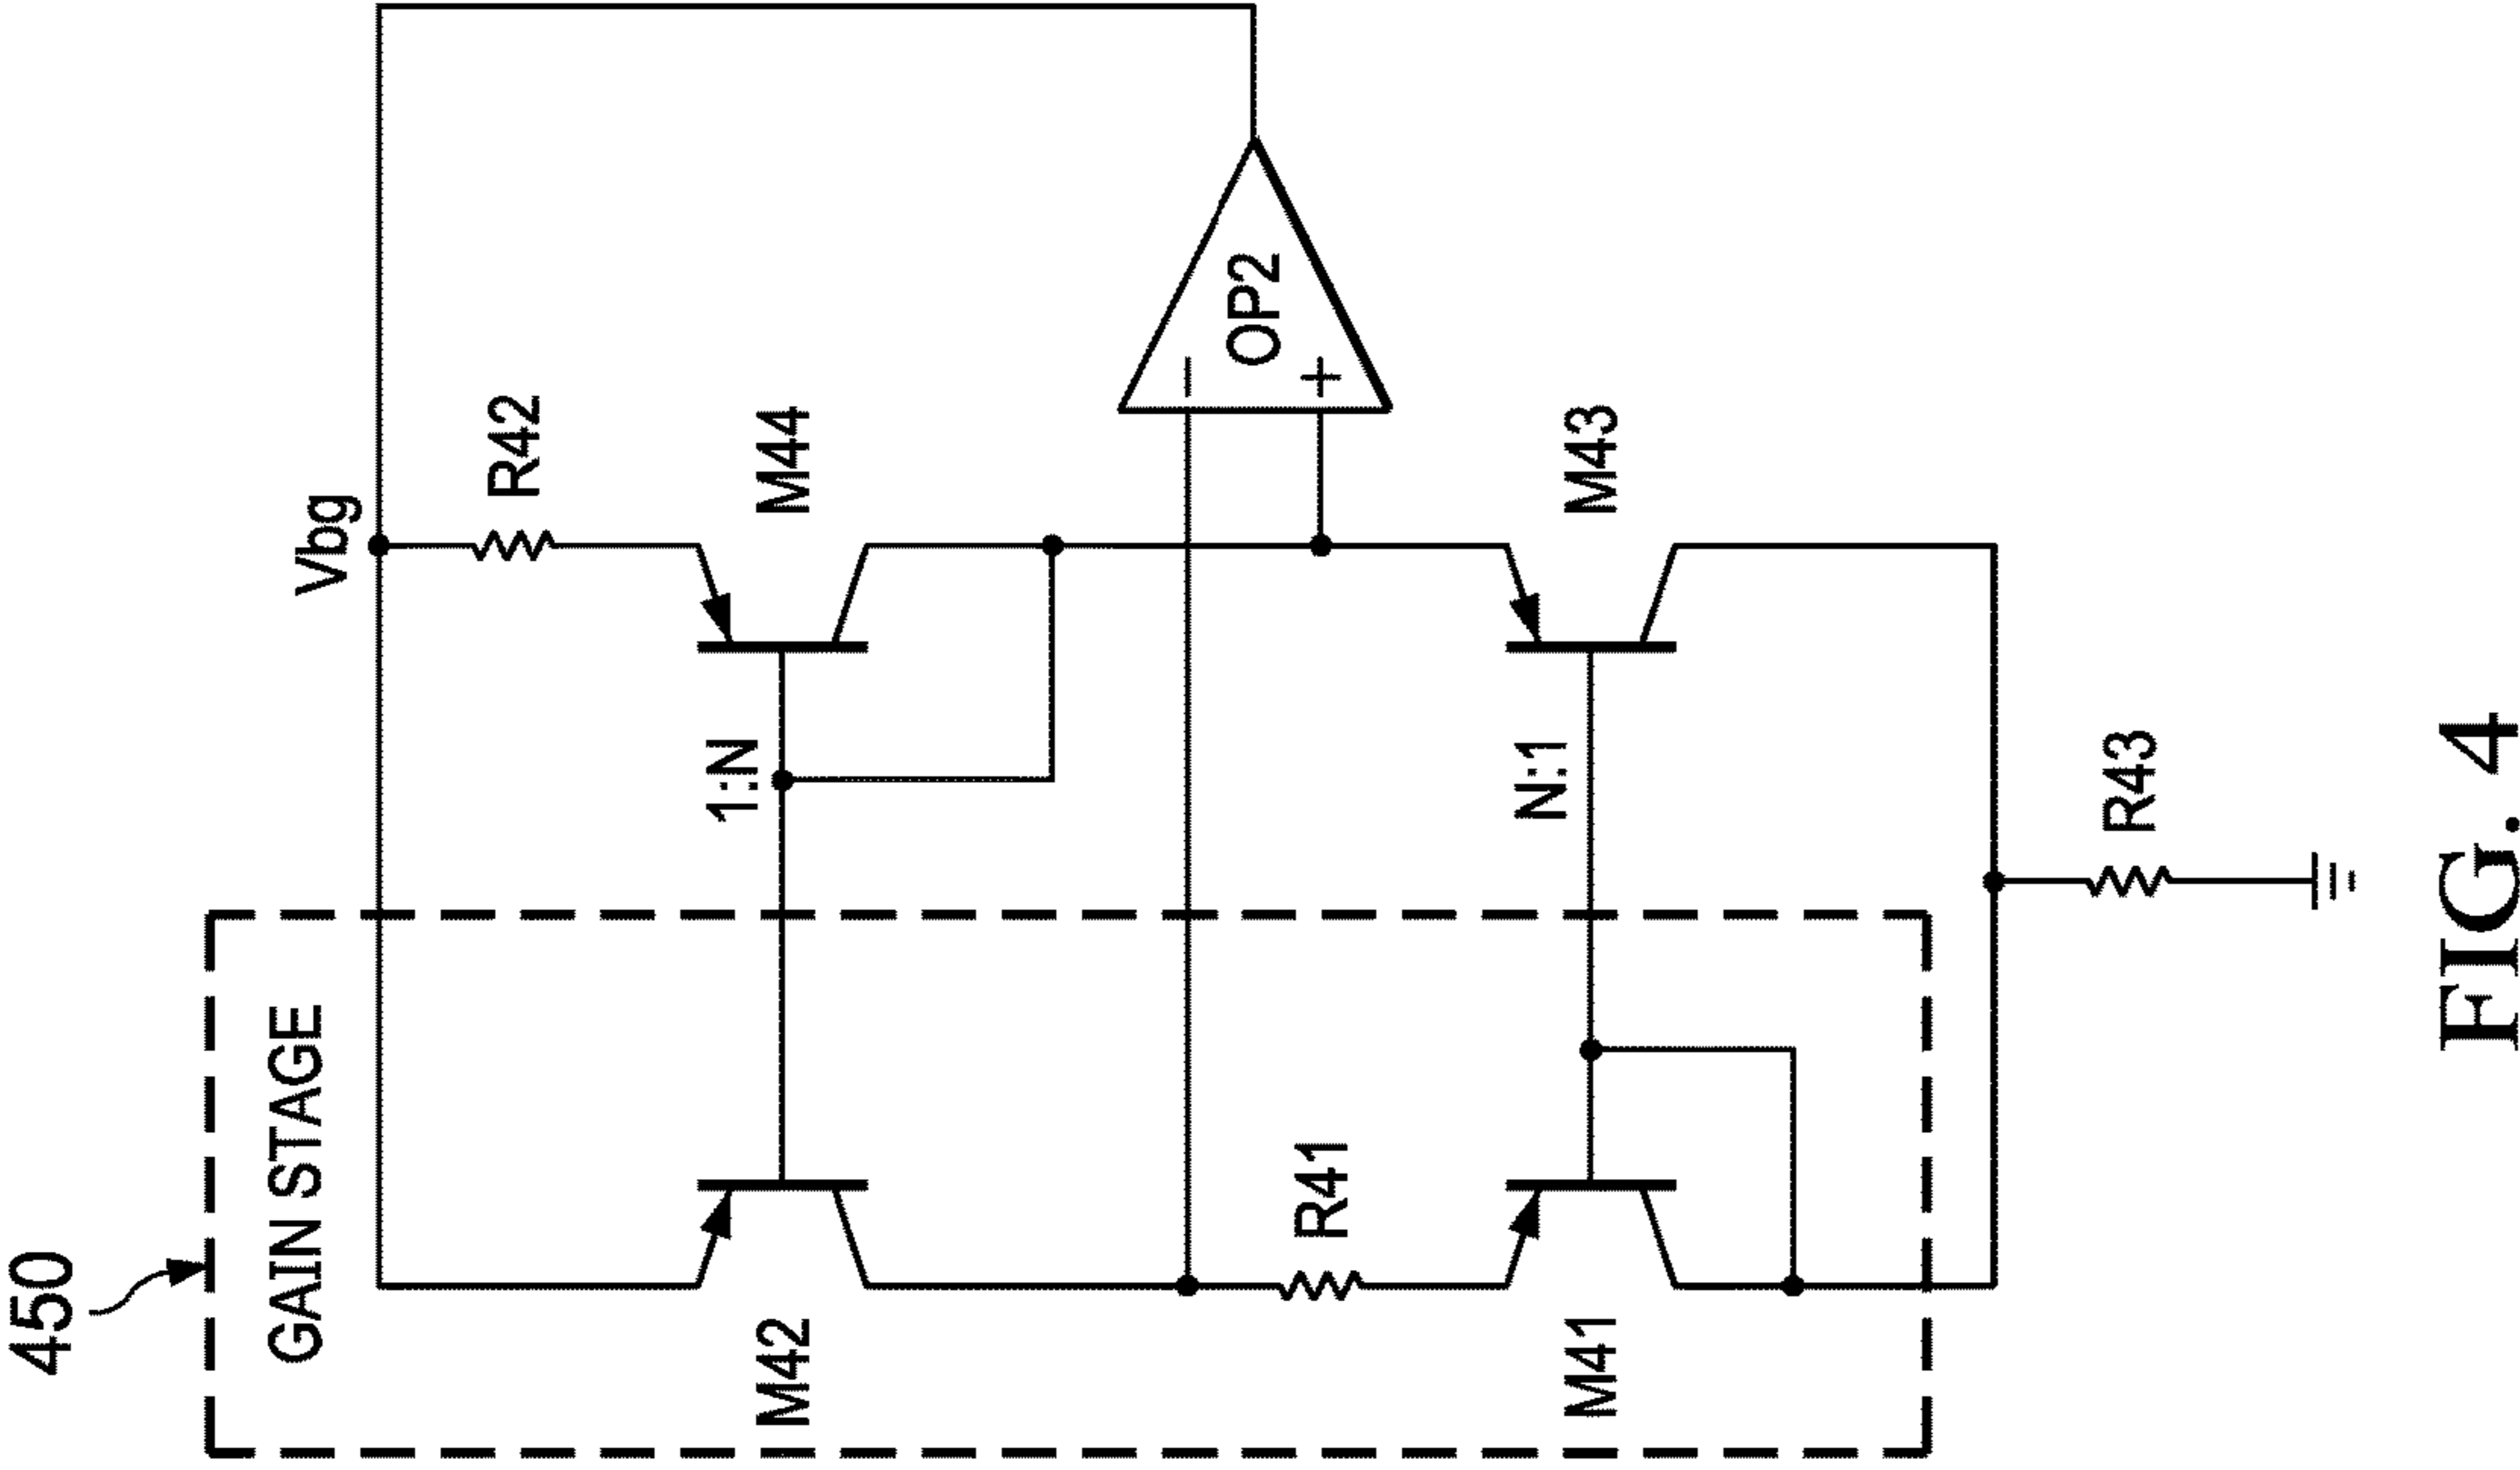 450
GAIN STAGE
Vbg
R42
M42
1:N
M44
OP2
−
+
R41
M41
N:1
M43
R43
FIG. 4